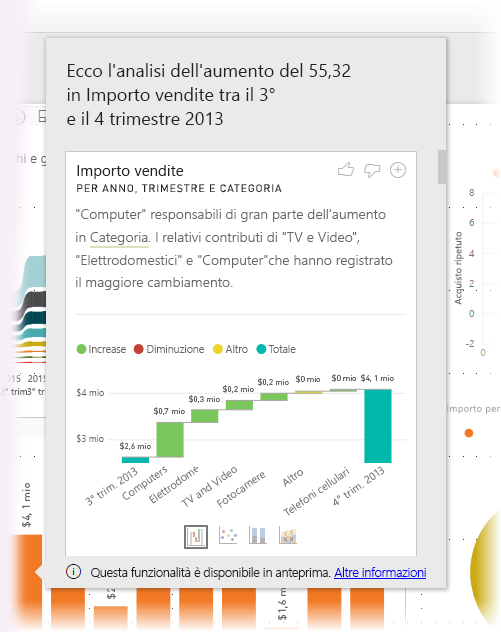 Ecco l'analisi dell'aumento del 55,32
in Importo vendite tra il 3°
e il 4 trimestre 2013
Importo vendite
PER ANNO, TRIMESTRE E CATEGORIA
"Computer" responsabili di gran parte dell'aumento
in Categoria. I relativi contributi di "TV e Video",
"Elettrodomestici" e "Computer"che hanno registrato
il maggiore cambiamento.
Increase Diminuzione Altro Totale
$4 mio
$3 mio
$2,6 mio $0,7 mio $0,3 mio $0,2 mio $0,2 mio $0 mio $0 mio $4, 1 mio
3° trim. 2013 Computers Elettrodome TV and Video Fotocamere Altro Telefoni cellulari 4° trim. 2013
Questa funzionalità è disponibile in anteprima. Altre informazioni
chi e g
015 2015
2° trim3° tr
$4, 1 mio
$1,6 m
Acquisto ripetuto
8
6
4
2
0
-2
0
Importo per